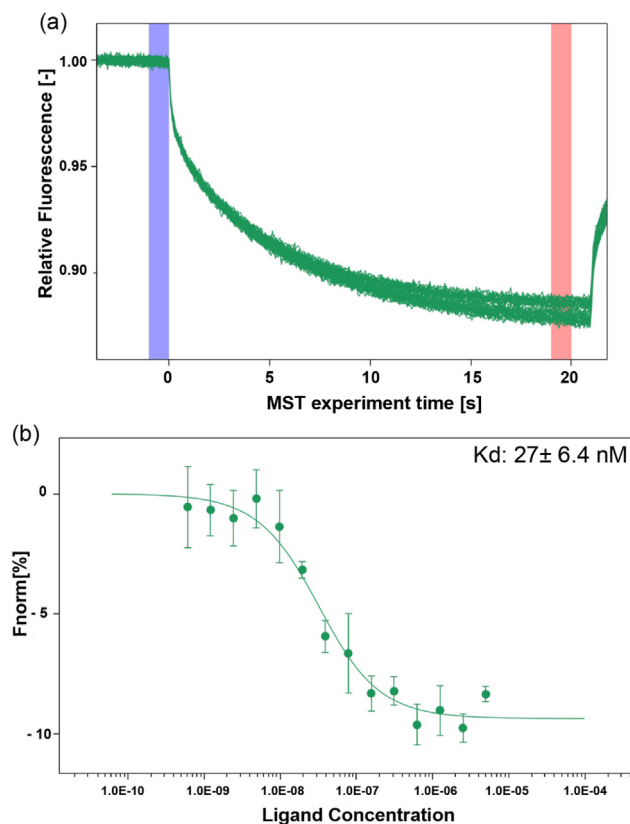 (a)
Relative Fluoresccence [-]
1.00
0.95
0.90
0 5 10 15 20
MST experiment time [s]
(b)
Kd: 27± 6.4 nM
Fnorm[%]
0
- 5
- 10
1.0E-10 1.0E-09 1.0E-08 1.0E-07 1.0E-06 1.0E-05 1.0E-04
Ligand Concentration